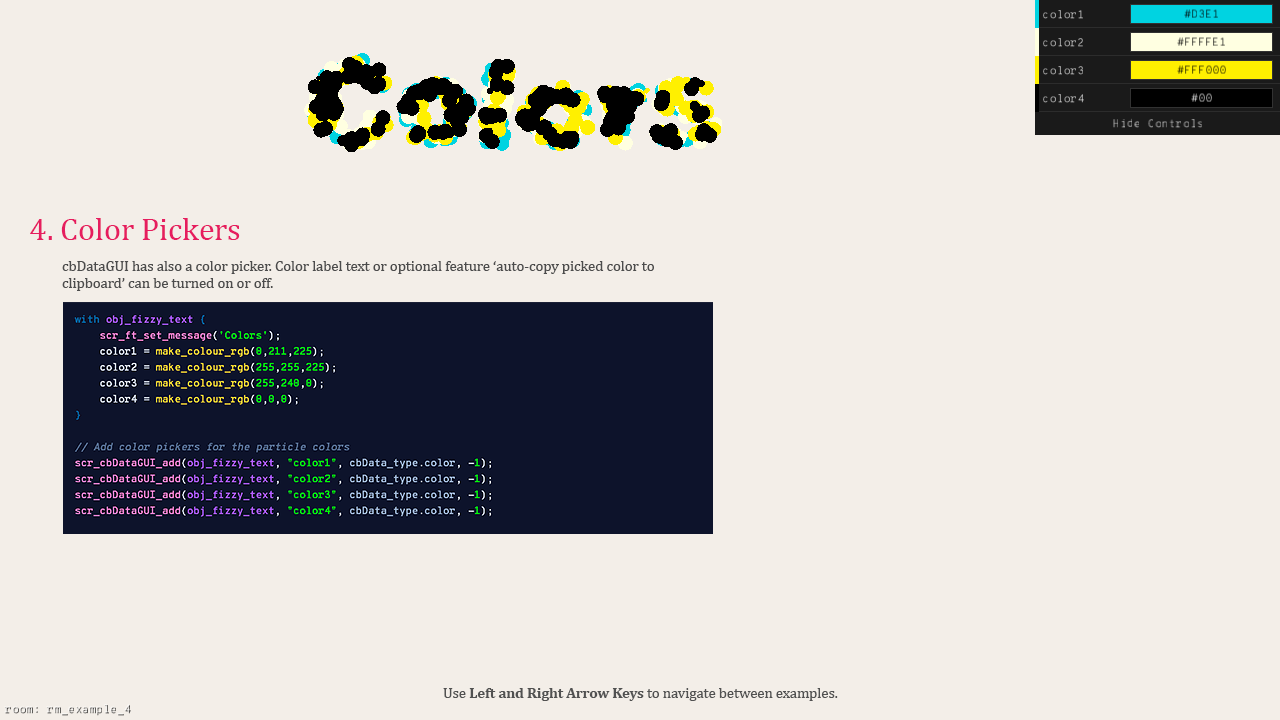 Colors
color1 #D3E1
color2 #FFFFE1
color3 #FFF000
color4 #00
Hide Controls
4. Color Pickers
cbDataGUI has also a color picker. Color label text or optional feature ‘auto-copy picked color to
clipboard’ can be turned on or off.
with obj_fizzy_text {
    scr_ft_set_message('Colors');
    color1 = make_colour_rgb(0,211,225);
    color2 = make_colour_rgb(255,255,225);
    color3 = make_colour_rgb(255,240,0);
    color4 = make_colour_rgb(0,0,0);
}
// Add color pickers for the particle colors
scr_cbDataGUI_add(obj_fizzy_text, "color1", cbData_type.color, -1);
scr_cbDataGUI_add(obj_fizzy_text, "color2", cbData_type.color, -1);
scr_cbDataGUI_add(obj_fizzy_text, "color3", cbData_type.color, -1);
scr_cbDataGUI_add(obj_fizzy_text, "color4", cbData_type.color, -1);
Use Left and Right Arrow Keys to navigate between examples.
room: rm_example_4